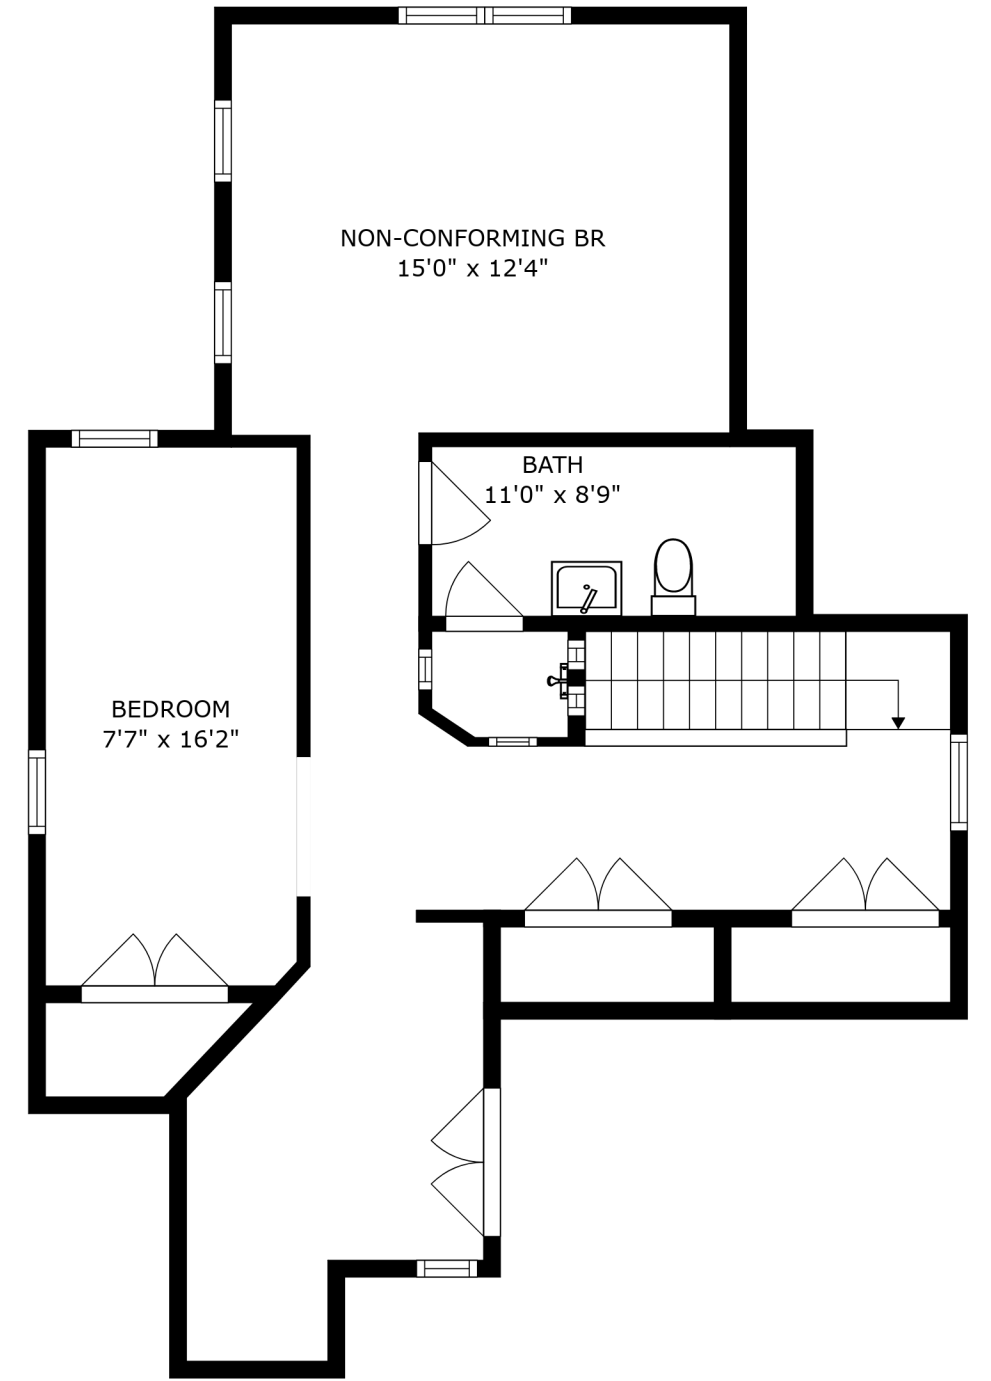 NON-CONFORMING BR
15'0" x 12'4"
BATH
11'0" x 8'9"
BEDROOM
7'7" x 16'2"